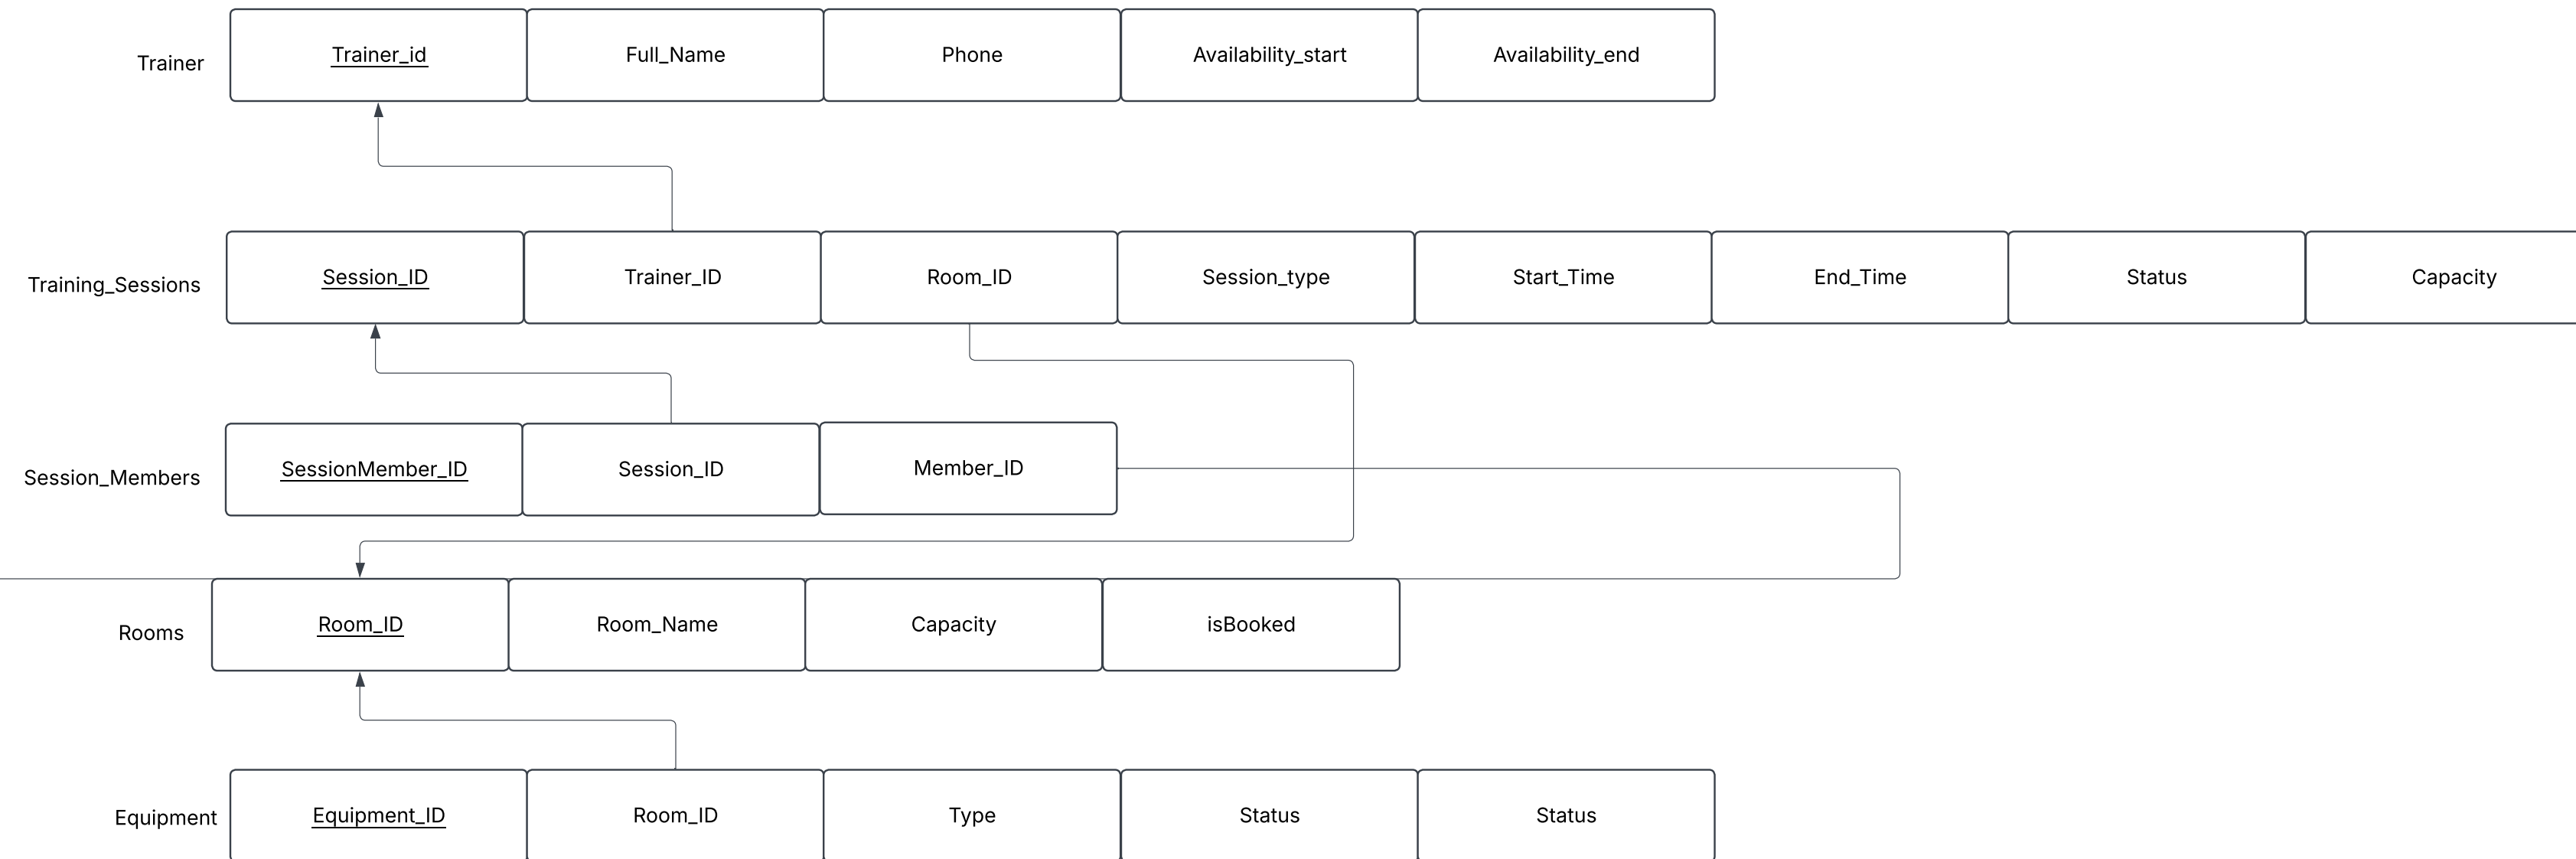 Trainer
Trainer_id
Full_Name
Phone
Availability_start
Availability_end
Training_Sessions
Session_ID
Trainer_ID
Room_ID
Session_type
Start_Time
End_Time
Status
Capacity
Session_Members
SessionMember_ID
Session_ID
Member_ID
Rooms
Room_ID
Room_Name
Capacity
isBooked
Equipment
Equipment_ID
Room_ID
Type
Status
Status